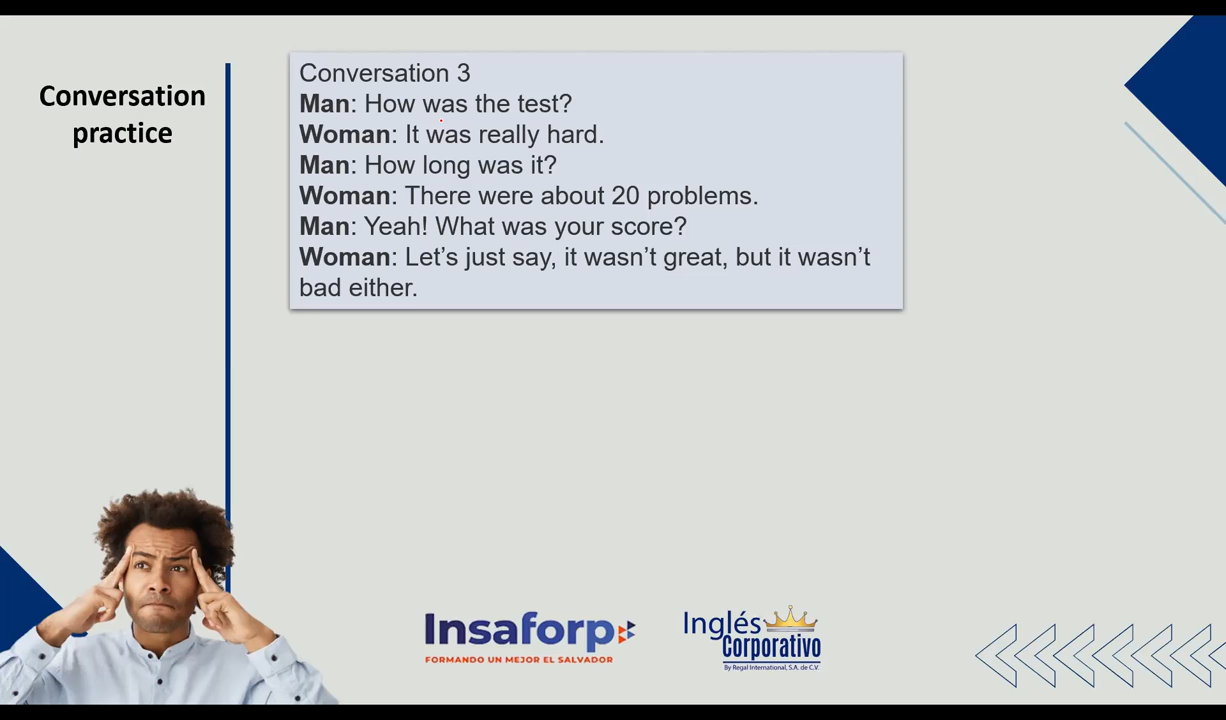 Conversation
practice
Conversation 3
Man: How was the test?
Woman: It was really hard.
Man: How long was it?
Woman: There were about 20 problems.
Man: Yeah! What was your score?
Woman: Let’s just say, it wasn’t great, but it wasn’t
bad either.
Insaforp
FORMANDO UN MEJOR EL SALVADOR
Inglés
Corporativo
By Regal International, S.A. de C.V.